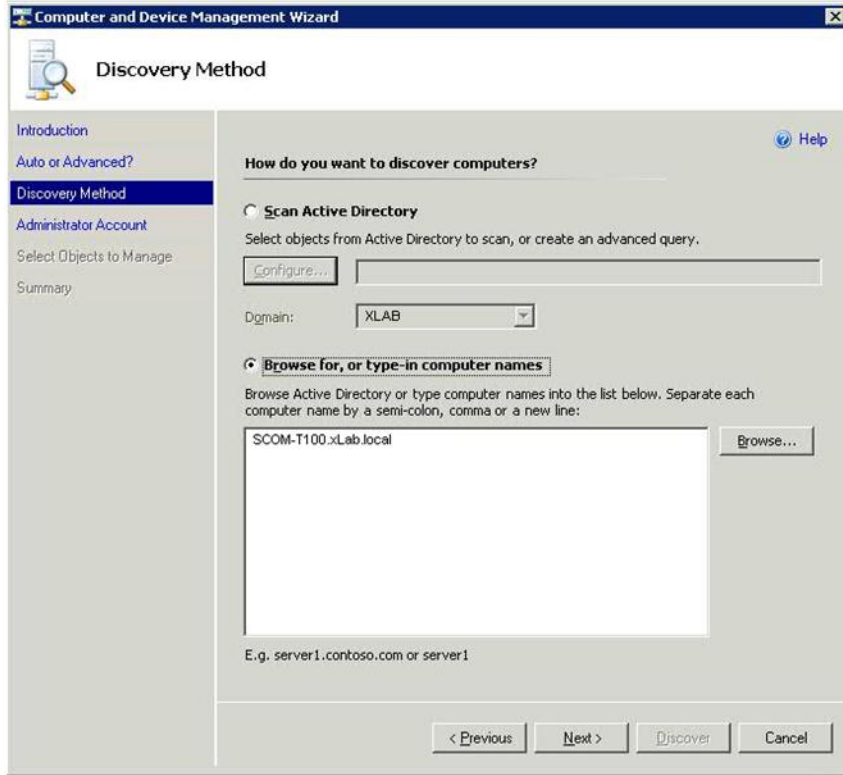 Computer and Device Management Wizard
Discovery Method
Introduction
Auto or Advanced?
Discovery Method
Administrator Account
Select Objects to Manage
Summary
Help
How do you want to discover computers?
Scan Active Directory
Select objects from Active Directory to scan, or create an advanced query.
Configure...
Domain: XLAB
Browse for, or type-in computer names
Browse Active Directory or type computer names into the list below. Separate each
computer name by a semi-colon, comma or a new line:
SCOM-T100.xLab.local
Browse...
E.g. server1.contoso.com or server1
< Previous Next > Discover Cancel